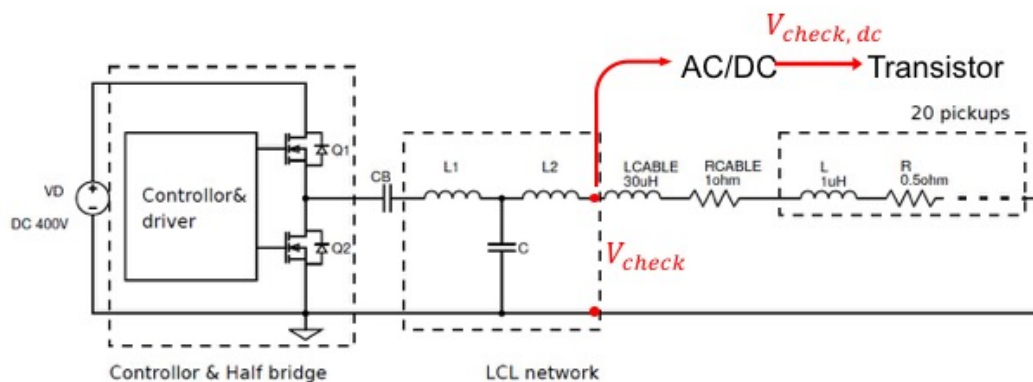 V_check, dc
AC/DC
Transistor
20 pickups
Q1
VD
DC 400V
Controllor&
driver
CB
L1
L2
LCABLE
30uH
RCABLE
1ohm
L
1uH
R
0.5ohm
Q2
C
V_check
Controllor & Half bridge
LCL network